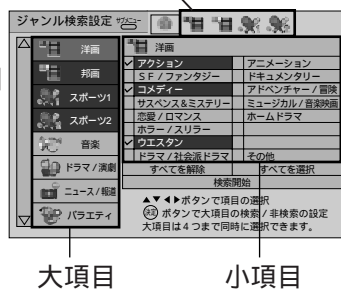 ジャンル検索設定 サブメニュー
洋画
邦画
スポーツ1
スポーツ2
音楽
ドラマ/演劇
ニュース/報道
バラエティ
洋画
アクション アニメーション
SF/ファンタジー ドキュメンタリー
コメディー アドベンチャー/冒険
サスペンス&ミステリー ミュージカル/音楽映画
恋愛/ロマンス ホームドラマ
ホラー/スリラー
ウエスタン
ドラマ/社会派ドラマ その他
すべてを解除 すべてを選択
検索開始
▲▼◀▶ボタンで項目の選択
決定 ボタンで大項目の検索/非検索の設定
大項目は4つまで同時に選択できます。
大項目 小項目